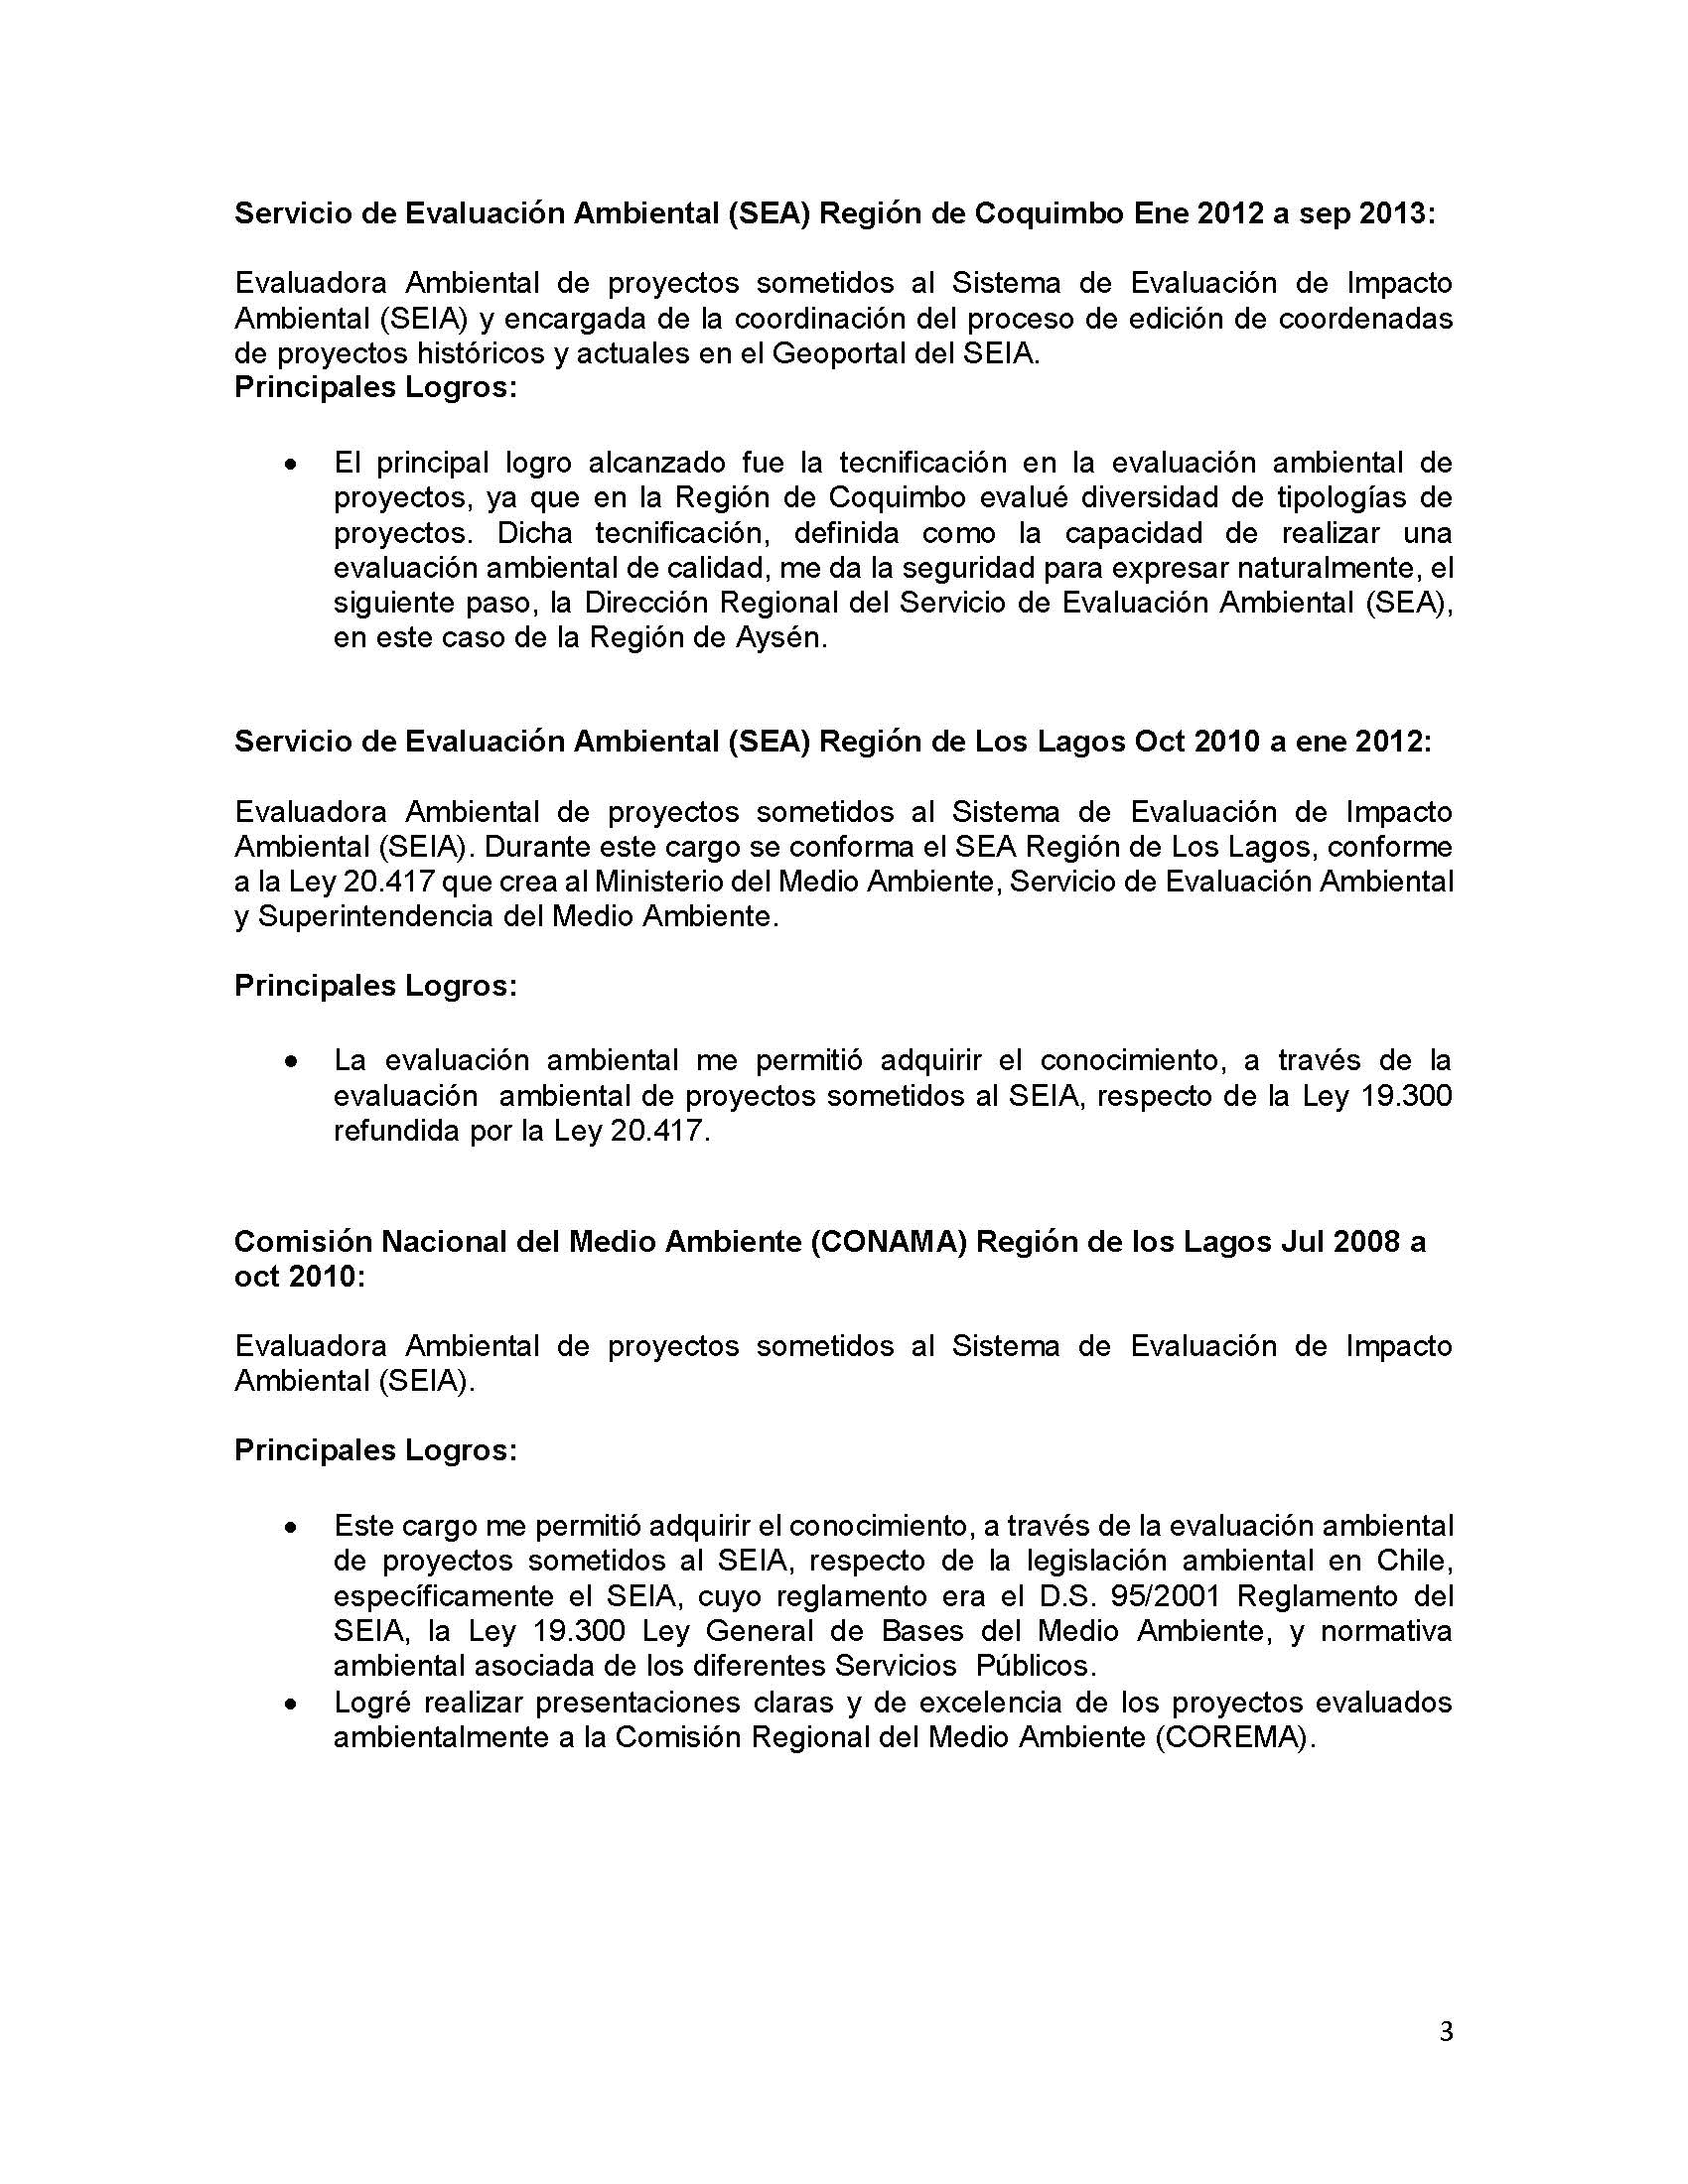 Servicio de Evaluación Ambiental (SEA) Región de Coquimbo Ene 2012 a sep 2013:
Evaluadora Ambiental de proyectos sometidos al Sistema de Evaluación de Impacto
Ambiental (SEIA) y encargada de la coordinación del proceso de edición de coordenadas
de proyectos históricos y actuales en el Geoportal del SEIA.
Principales Logros:
• El principal logro alcanzado fue la tecnificación en la evaluación ambiental de
proyectos, ya que en la Región de Coquimbo evalué diversidad de tipologías de
proyectos. Dicha tecnificación, definida como la capacidad de realizar una
evaluación ambiental de calidad, me da la seguridad para expresar naturalmente, el
siguiente paso, la Dirección Regional del Servicio de Evaluación Ambiental (SEA),
en este caso de la Región de Aysén.
Servicio de Evaluación Ambiental (SEA) Región de Los Lagos Oct 2010 a ene 2012:
Evaluadora Ambiental de proyectos sometidos al Sistema de Evaluación de Impacto
Ambiental (SEIA). Durante este cargo se conforma el SEA Región de Los Lagos, conforme
a la Ley 20.417 que crea al Ministerio del Medio Ambiente, Servicio de Evaluación Ambiental
y Superintendencia del Medio Ambiente.
Principales Logros:
• La evaluación ambiental me permitió adquirir el conocimiento, a través de la
evaluación  ambiental de proyectos sometidos al SEIA, respecto de la Ley 19.300
refundida por la Ley 20.417.
Comisión Nacional del Medio Ambiente (CONAMA) Región de los Lagos Jul 2008 a
oct 2010:
Evaluadora Ambiental de proyectos sometidos al Sistema de Evaluación de Impacto
Ambiental (SEIA).
Principales Logros:
• Este cargo me permitió adquirir el conocimiento, a través de la evaluación ambiental
de proyectos sometidos al SEIA, respecto de la legislación ambiental en Chile,
específicamente el SEIA, cuyo reglamento era el D.S. 95/2001 Reglamento del
SEIA, la Ley 19.300 Ley General de Bases del Medio Ambiente, y normativa
ambiental asociada de los diferentes Servicios  Públicos.
• Logré realizar presentaciones claras y de excelencia de los proyectos evaluados
ambientalmente a la Comisión Regional del Medio Ambiente (COREMA).
3